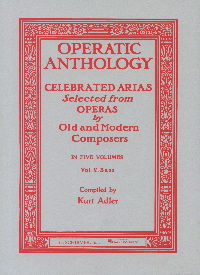 OPERATIC
ANTHOLOGY
CELEBRATED ARIAS
Selected from
OPERAS
by
Old and Modern
Composers
IN FIVE VOLUMES
Vol. V. Bass
Compiled by
Kurt Adler